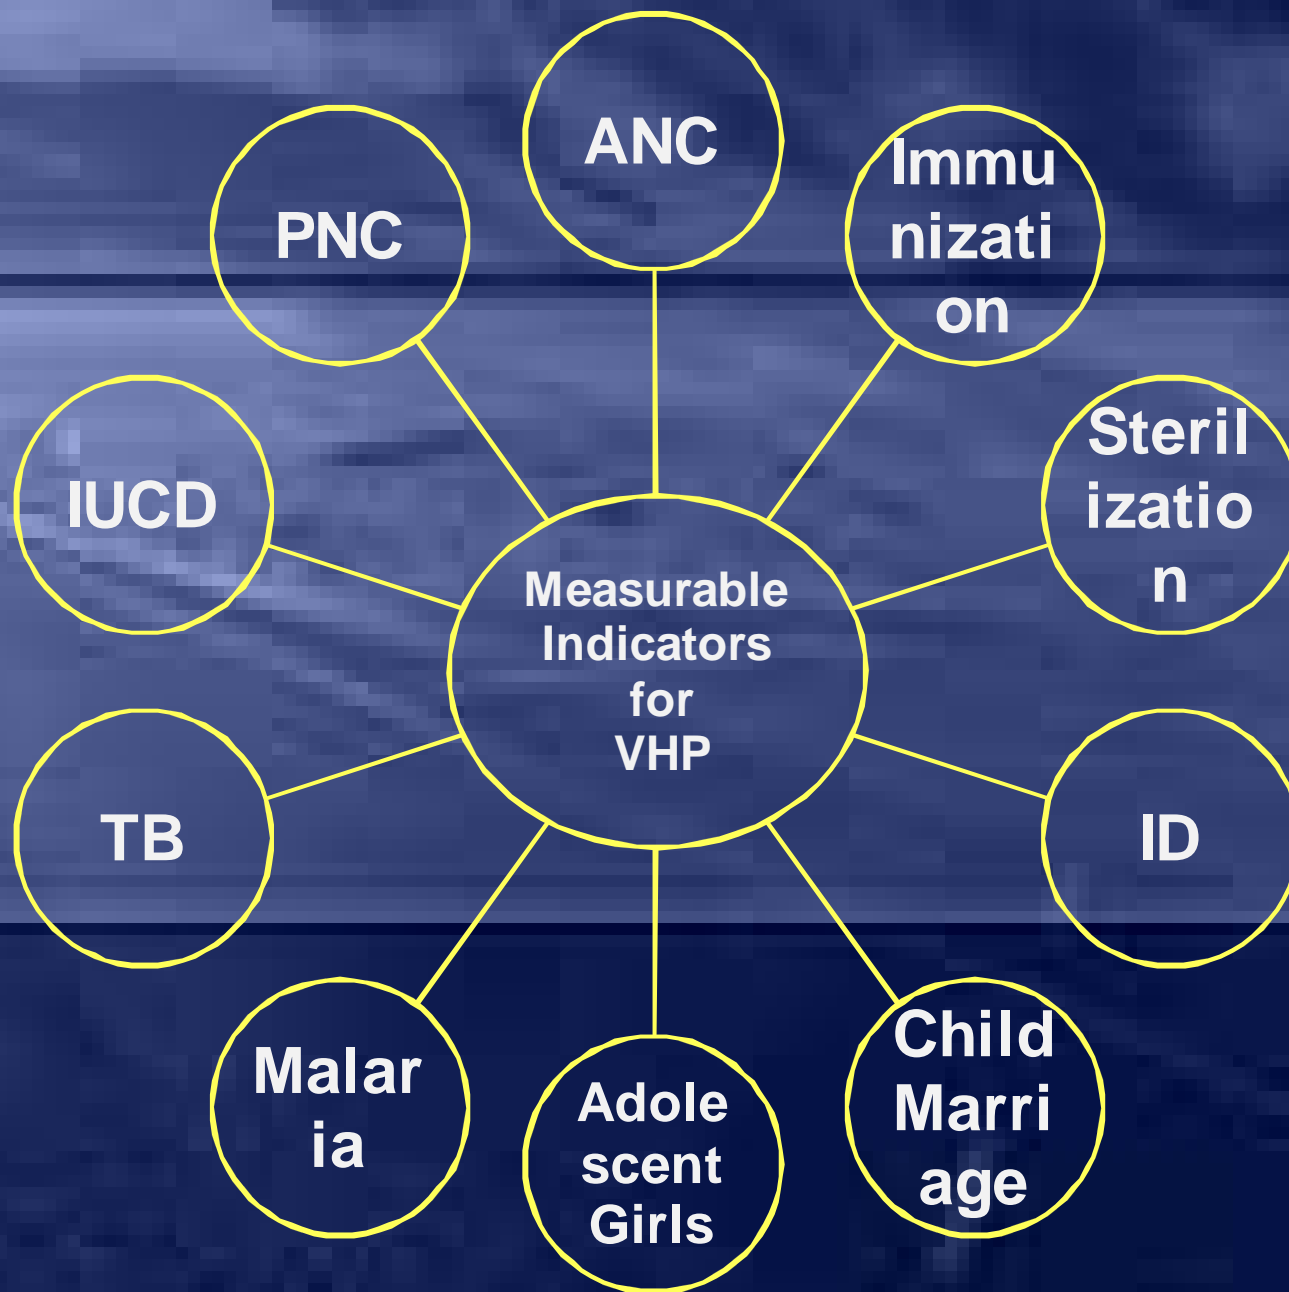 ANC
Immu
nizati
on
Steril
izatio
n
ID
Child
Marri
age
Adole
scent
Girls
Malar
ia
TB
IUCD
PNC
Measurable
Indicators
for
VHP